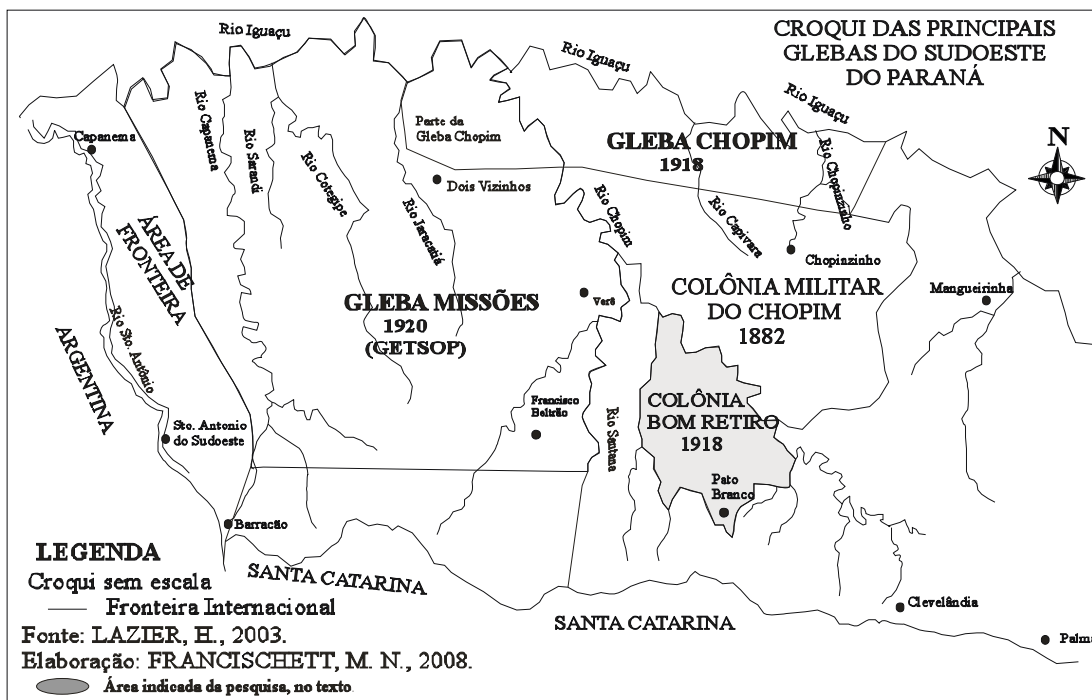 CROQUI DAS PRINCIPAIS
GLEBAS DO SUDOESTE
DO PARANÁ
Rio Iguaçu
Rio Iguaçu
Rio Iguaçu
N
Capanema
Rio Capanema
Rio Sarandi
Rio Cotegipe
Parte da
Gleba Chopim
Dois Vizinhos
Rio Jaracatiá
GLEBA CHOPIM
1918
Rio Chopim
Rio Capivara
Rio Chopinzinho
Chopinzinho
ÁREA DE
FRONTEIRA
GLEBA MISSÕES
1920
(GETSOP)
Verê
COLÔNIA MILITAR
DO CHOPIM
1882
Mangueirinha
ARGENTINA
Rio Sto. Antônio
Sto. Antonio
do Sudoeste
Francisco
Beltrão
Rio Santana
COLÔNIA
BOM RETIRO
1918
Pato
Branco
Barracão
SANTA CATARINA
SANTA CATARINA
Clevelândia
Palma
LEGENDA
Croqui sem escala
Fronteira Internacional
Fonte: LAZIER, H., 2003.
Elaboração: FRANCISCHETT, M. N., 2008.
Área indicada da pesquisa, no texto.